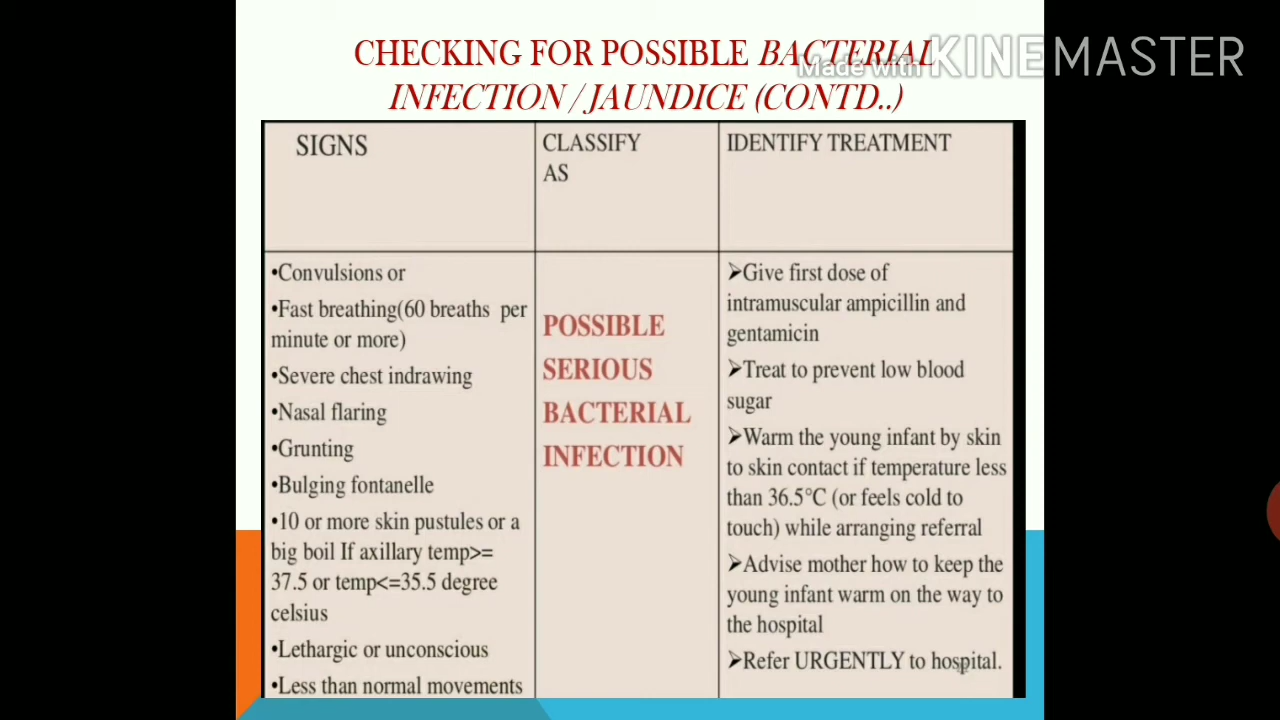 CHECKING FOR POSSIBLE BACTERIAL
INFECTION / JAUNDICE (CONTD..)
Made with KINEMASTER
SIGNS
CLASSIFY
AS
IDENTIFY TREATMENT
•Convulsions or
•Fast breathing(60 breaths per
minute or more)
•Severe chest indrawing
•Nasal flaring
•Grunting
•Bulging fontanelle
•10 or more skin pustules or a
big boil If axillary temp>=
37.5 or temp<=35.5 degree
celsius
•Lethargic or unconscious
•Less than normal movements
POSSIBLE
SERIOUS
BACTERIAL
INFECTION
➢Give first dose of
intramuscular ampicillin and
gentamicin
➢Treat to prevent low blood
sugar
➢Warm the young infant by skin
to skin contact if temperature less
than 36.5°C (or feels cold to
touch) while arranging referral
➢Advise mother how to keep the
young infant warm on the way to
the hospital
➢Refer URGENTLY to hospital.